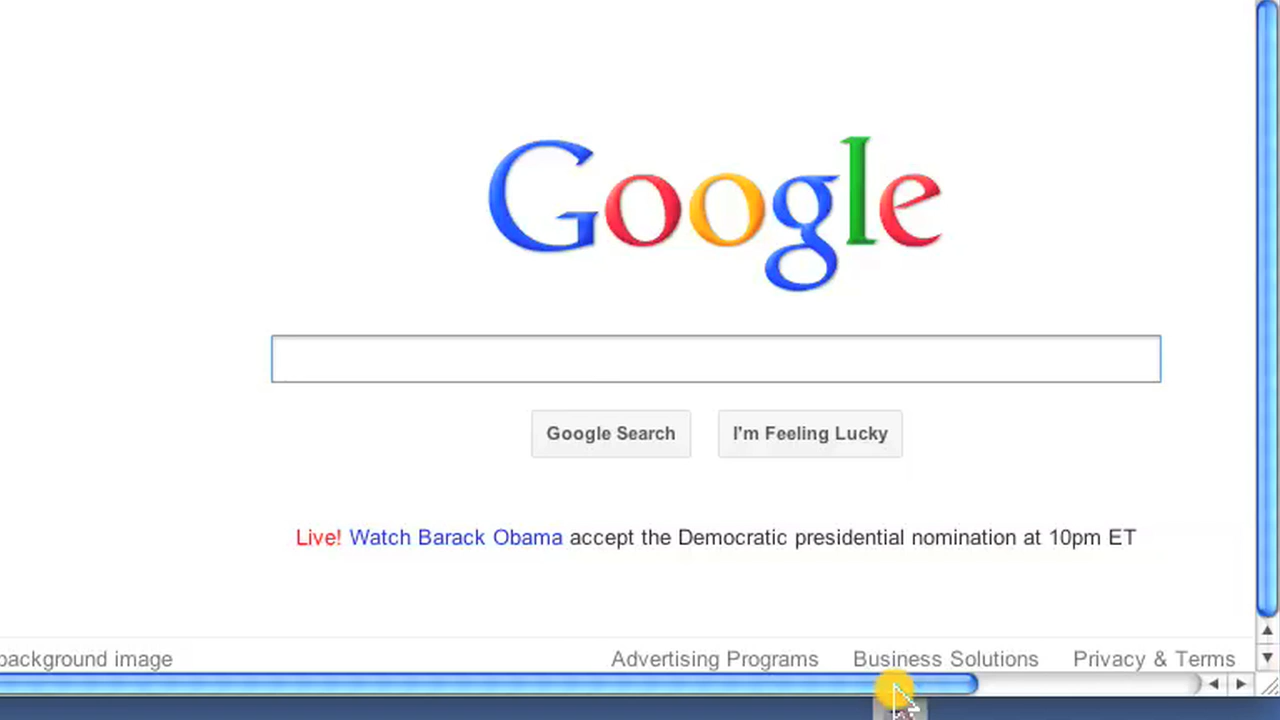 Google
Google Search I'm Feeling Lucky
Live! Watch Barack Obama accept the Democratic presidential nomination at 10pm ET
background image Advertising Programs Business Solutions Privacy & Terms